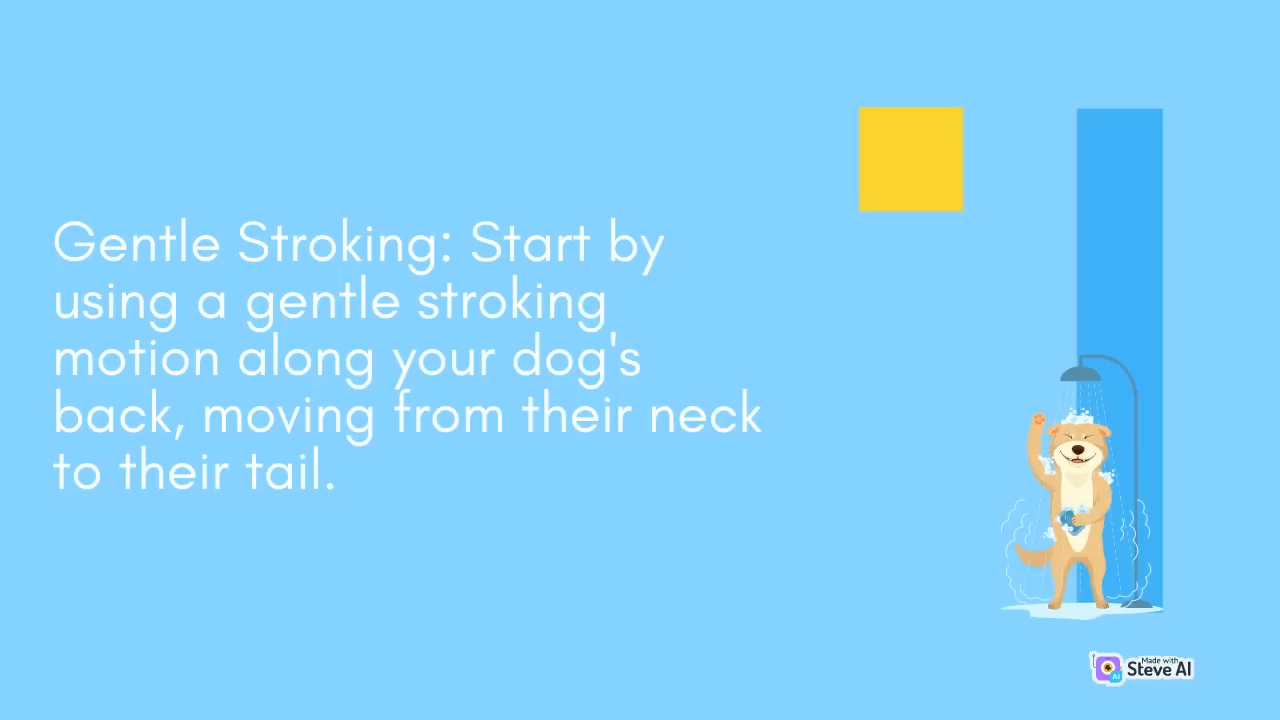 Gentle Stroking: Start by
using a gentle stroking
motion along your dog's
back, moving from their neck
to their tail.
Made with
Steve AI
AI